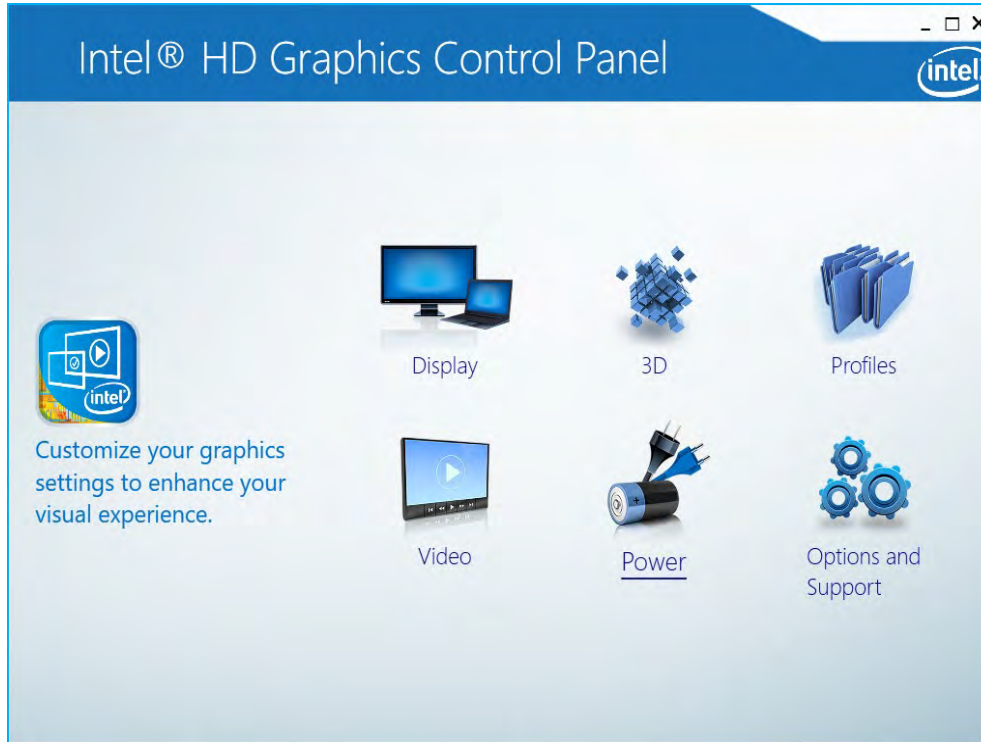 Intel® HD Graphics Control Panel
intel
Display
3D
Profiles
intel
Customize your graphics
settings to enhance your
visual experience.
Video
Power
Options and
Support